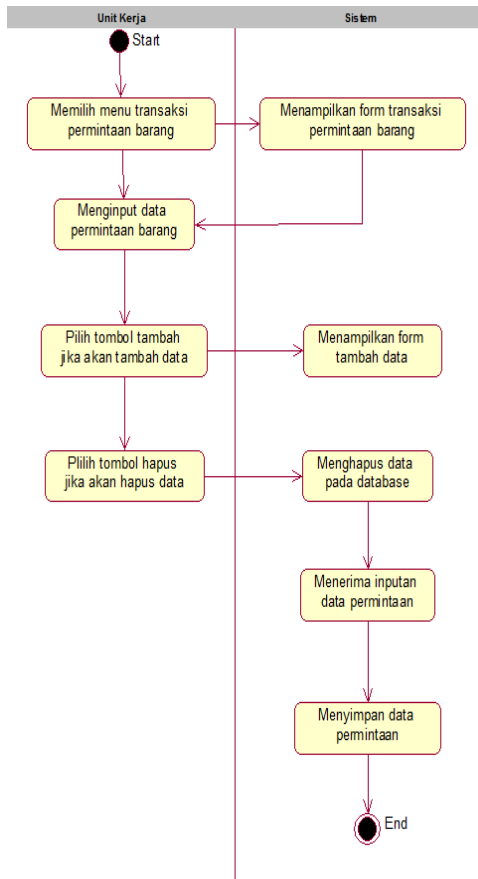 Unit Kerja
Sistem
Start
Memilih menu transaksi
permintaan barang
Menampilkan form transaksi
permintaan barang
Menginput data
permintaan barang
Pilih tombol tambah
jika akan tambah data
Menampilkan form
tambah data
Plilih tombol hapus
jika akan hapus data
Menghapus data
pada database
Menerima inputan
data permintaan
Menyimpan data
permintaan
End